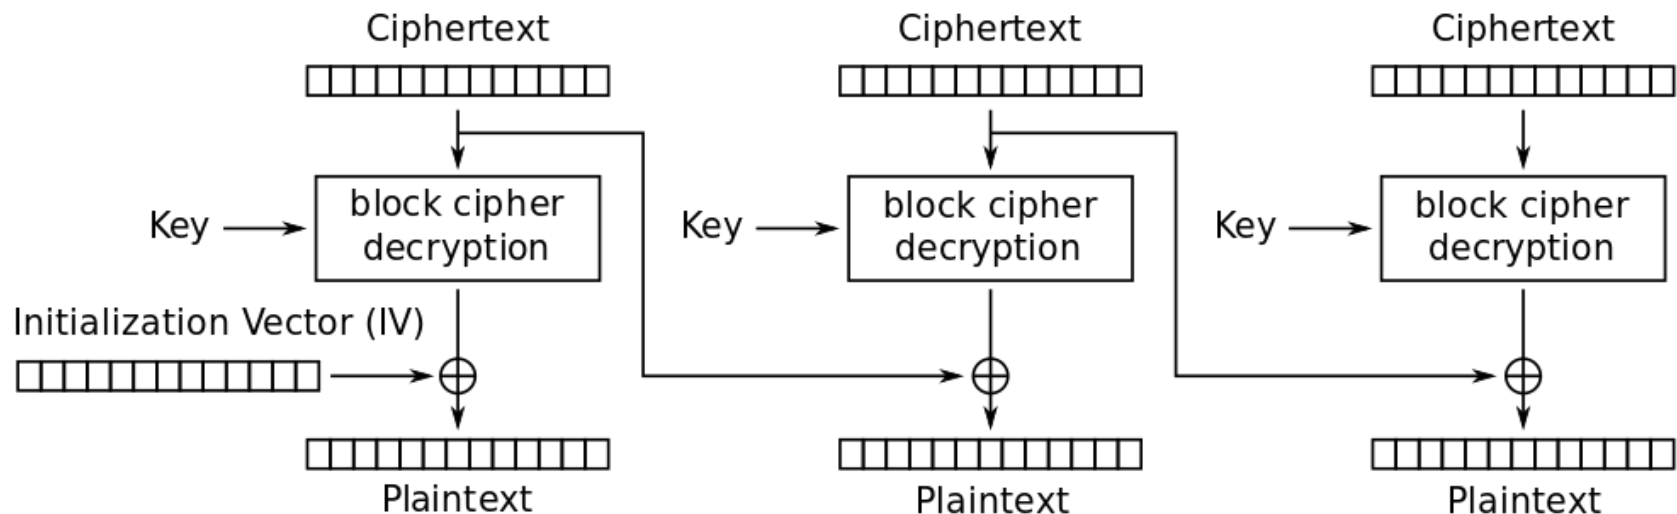 Ciphertext
Ciphertext
Ciphertext
Key
block cipher
decryption
Key
block cipher
decryption
Key
block cipher
decryption
Initialization Vector (IV)
Plaintext
Plaintext
Plaintext